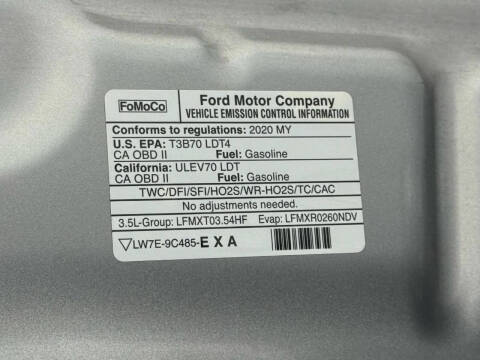 FoMoCo
Ford Motor Company
VEHICLE EMISSION CONTROL INFORMATION
Conforms to regulations: 2020 MY
U.S. EPA: T3B70 LDT4
CA OBD II Fuel: Gasoline
California: ULEV70 LDT
CA OBD II Fuel: Gasoline
TWC/DFI/SFI/HO2S/WR-HO2S/TC/CAC
No adjustments needed.
3.5L-Group: LFMXT03.54HF Evap: LFMXR0260NDV
LW7E-9C485-EXA